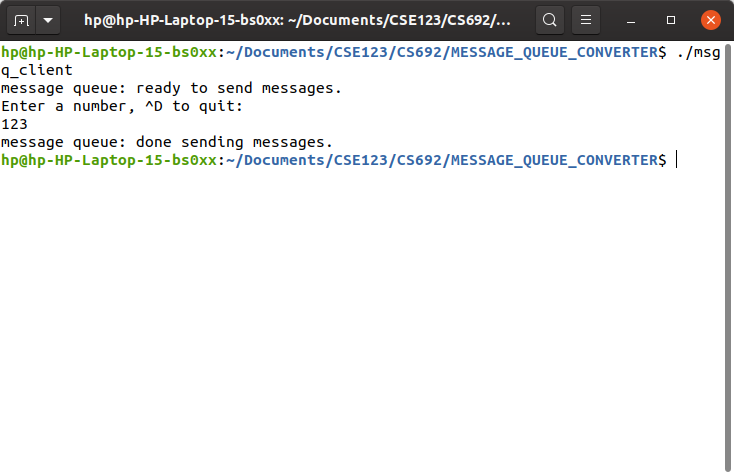 hp@hp-HP-Laptop-15-bs0xx: ~/Documents/CSE123/CS692/...
hp@hp-HP-Laptop-15-bs0xx:~/Documents/CSE123/CS692/MESSAGE_QUEUE_CONVERTER$ ./msg
q_client
message queue: ready to send messages.
Enter a number, ^D to quit:
123
message queue: done sending messages.
hp@hp-HP-Laptop-15-bs0xx:~/Documents/CSE123/CS692/MESSAGE_QUEUE_CONVERTER$